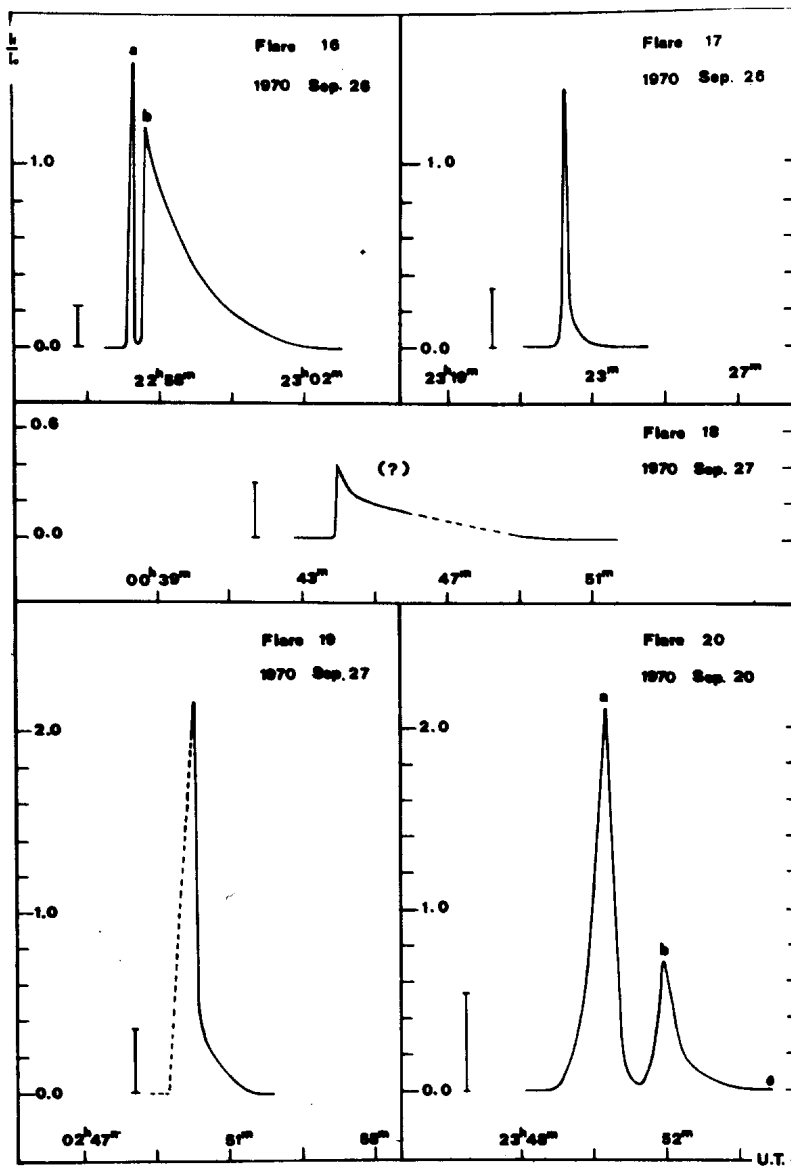 a
Flare 16
1970 Sep. 26
b
1.0
0.0
22ʰ58ᵐ
23ʰ02ᵐ
Flare 17
1970 Sep. 26
1.0
0.0
23ʰ19ᵐ
23ᵐ
27ᵐ
0.6
0.0
(?)
Flare 18
1970 Sep. 27
00ʰ39ᵐ
43ᵐ
47ᵐ
51ᵐ
Flare 19
1970 Sep. 27
2.0
1.0
0.0
02ʰ47ᵐ
51ᵐ
Flare 20
1970 Sep. 20
a
2.0
1.0
b
0.0
23ʰ48ᵐ
52ᵐ
U.T.